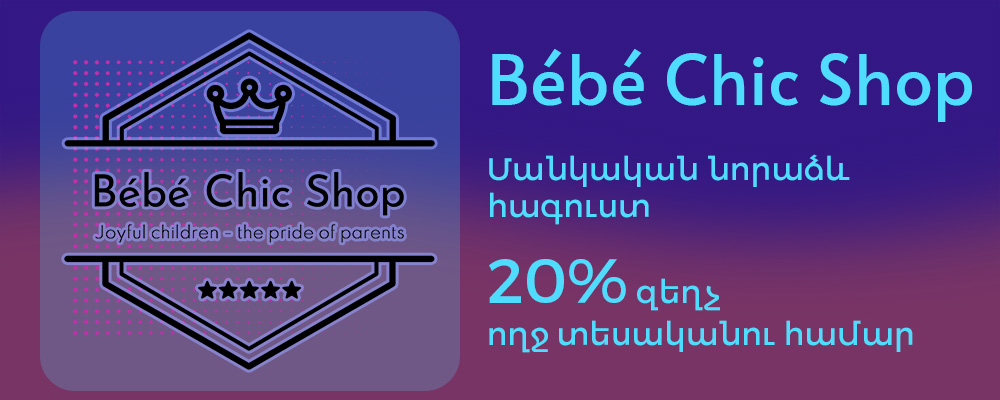 Bébé Chic Shop
Joyful children - the pride of parents
Bébé Chic Shop
Մանկական նորաձև
հագուստ
20% զեղչ
ողջ տեսականու համար